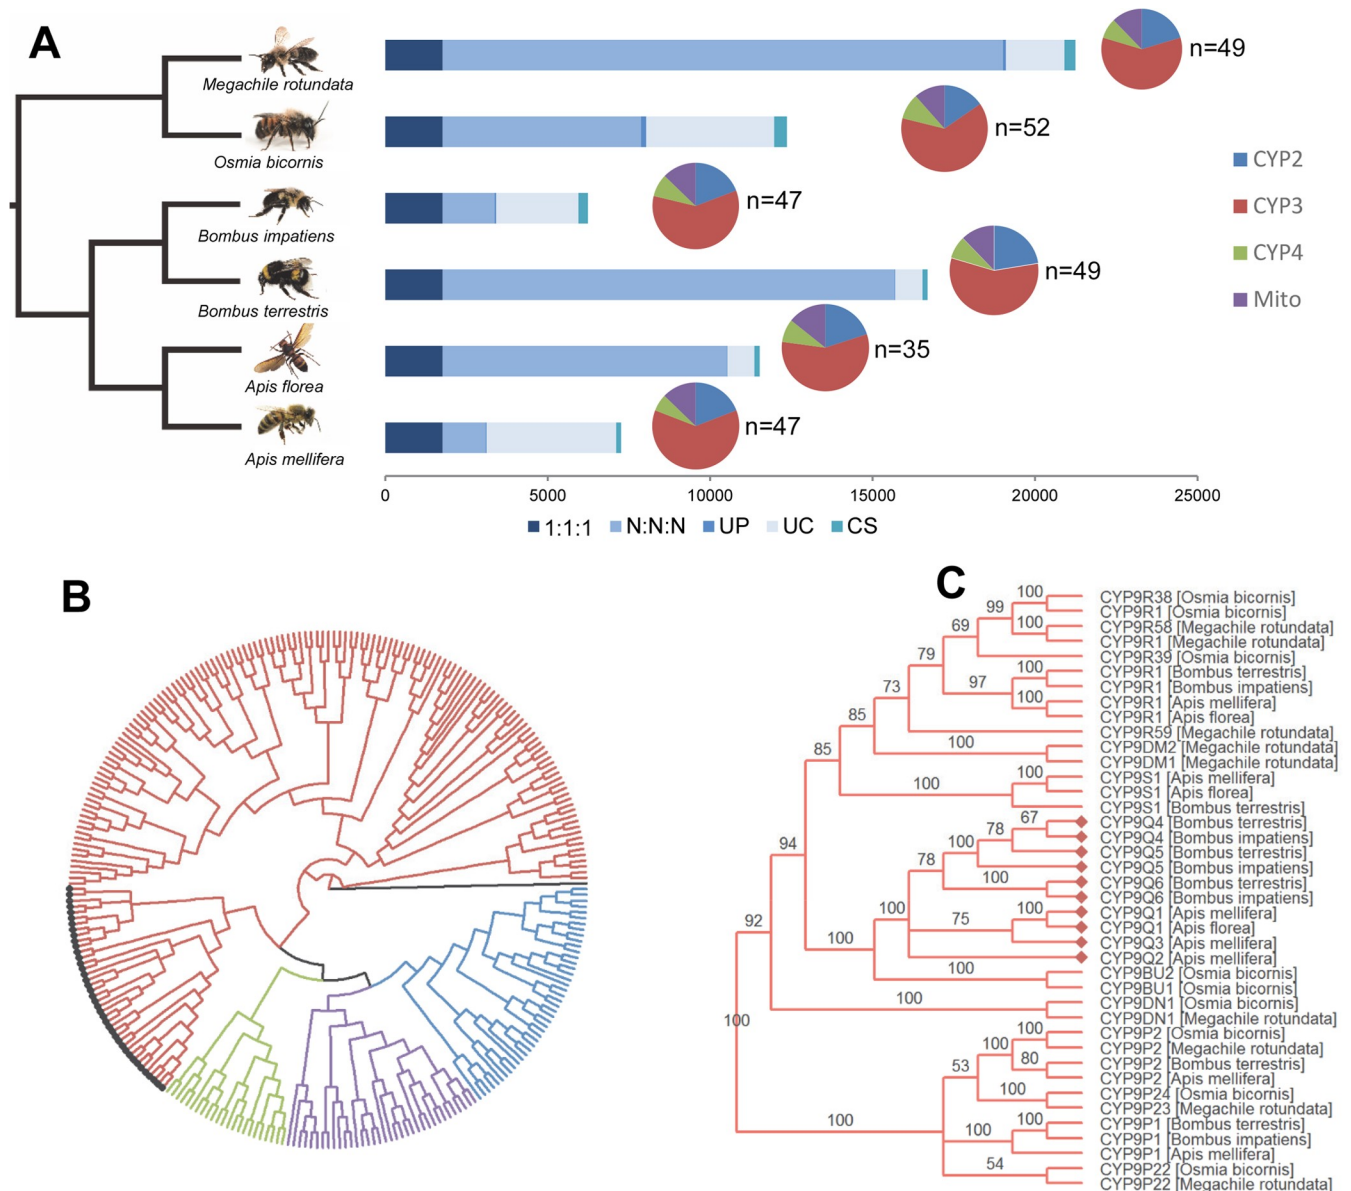 A
Megachile rotundata
n=49
Osmia bicornis
n=52
CYP2
Bombus impatiens
n=47
CYP3
Bombus terrestris
n=49
CYP4
Mito
Apis florea
n=35
Apis mellifera
n=47
0 5000 10000 15000 20000 25000
1:1:1 N:N:N UP UC CS
B
C
100 CYP9R38 [Osmia bicornis]
99 CYP9R1 [Osmia bicornis]
69 100 CYP9R58 [Megachile rotundata]
CYP9R1 [Megachile rotundata]
79 CYP9R39 [Osmia bicornis]
100 CYP9R1 [Bombus terrestris]
73 97 CYP9R1 [Bombus impatiens]
100 CYP9R1 [Apis mellifera]
85 CYP9R1 [Apis florea]
CYP9R59 [Megachile rotundata]
85 100 CYP9DM2 [Megachile rotundata]
CYP9DM1 [Megachile rotundata]
100 CYP9S1 [Apis mellifera]
100 CYP9S1 [Apis florea]
CYP9S1 [Bombus terrestris]
67 CYP9Q4 [Bombus terrestris]
78 CYP9Q4 [Bombus impatiens]
94 100 CYP9Q5 [Bombus terrestris]
78 CYP9Q5 [Bombus impatiens]
100 CYP9Q6 [Bombus terrestris]
CYP9Q6 [Bombus impatiens]
100 100 CYP9Q1 [Apis mellifera]
92 75 CYP9Q1 [Apis florea]
100 CYP9Q3 [Apis mellifera]
CYP9Q2 [Apis mellifera]
100 CYP9BU2 [Osmia bicornis]
CYP9BU1 [Osmia bicornis]
100 CYP9DN1 [Osmia bicornis]
100 CYP9DN1 [Megachile rotundata]
100 CYP9P2 [Osmia bicornis]
100 CYP9P2 [Megachile rotundata]
53 80 CYP9P2 [Bombus terrestris]
CYP9P2 [Apis mellifera]
100 CYP9P24 [Osmia bicornis]
CYP9P23 [Megachile rotundata]
100 100 CYP9P1 [Bombus terrestris]
100 CYP9P1 [Bombus impatiens]
CYP9P1 [Apis mellifera]
54 CYP9P22 [Osmia bicornis]
CYP9P22 [Megachile rotundata]